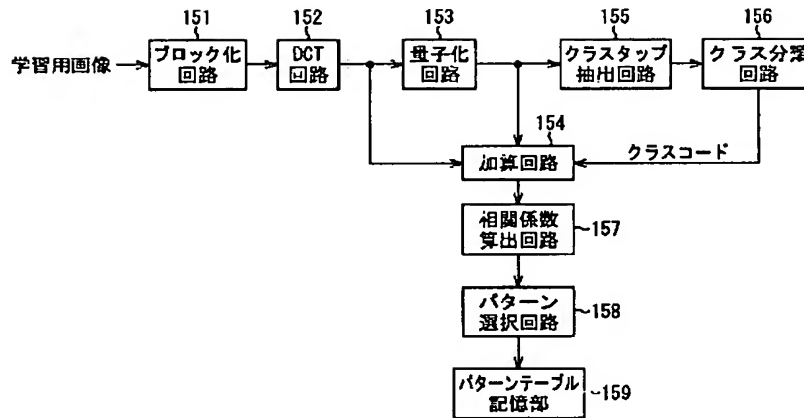 151
152
153
155
156
学習用画像
ブロック化
回路
DCT
回路
量子化
回路
クラスタップ
抽出回路
クラス分類
回路
154
加算回路
クラスコード
相関係数
算出回路
157
パターン
選択回路
158
パターンテーブル
記憶部
159